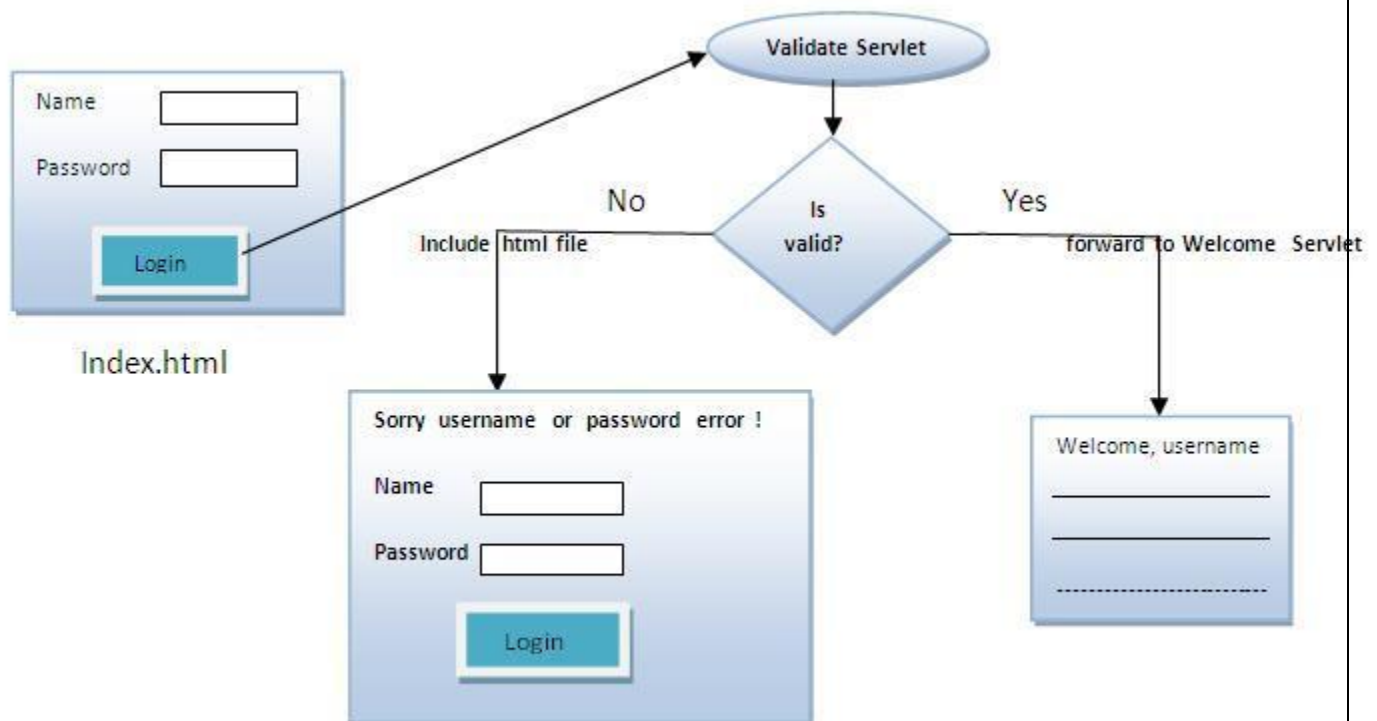 Validate Servlet
Name
Password
Login
Index.html
Is
valid?
No
Include html file
Yes
forward to Welcome Servlet
Sorry username or password error !
Name
Password
Login
Welcome, username